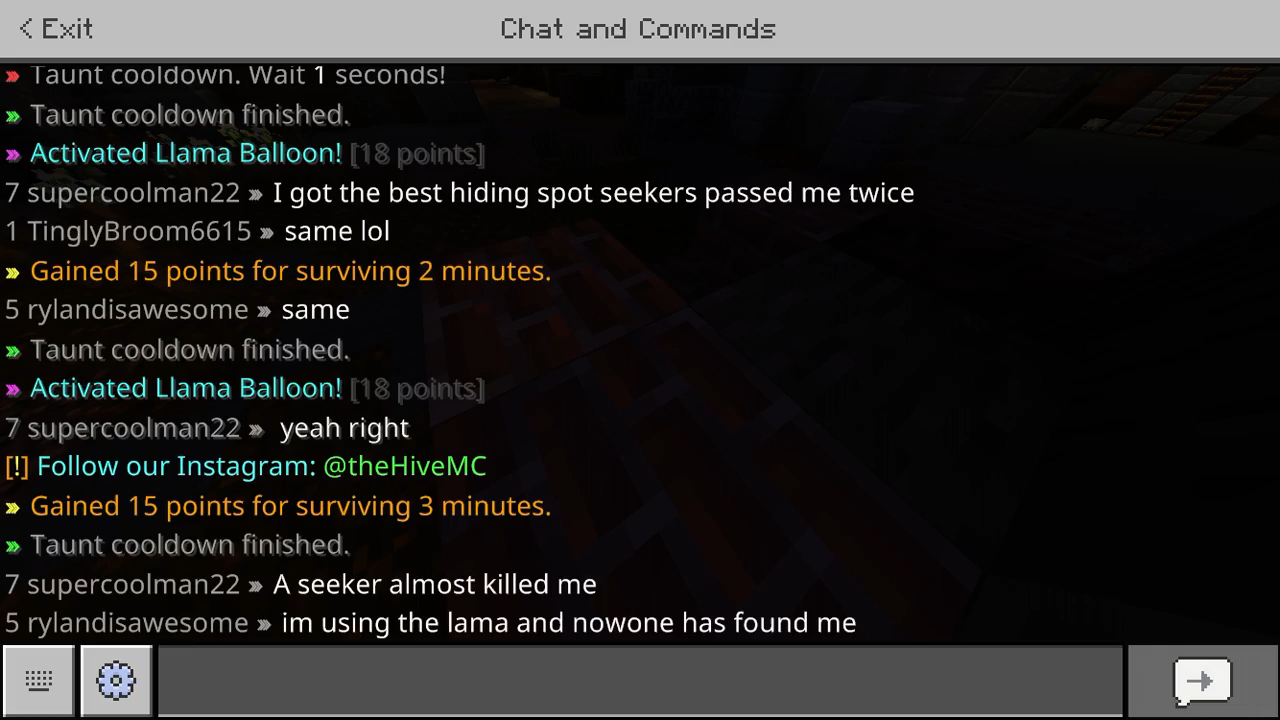 < Exit
Chat and Commands
» Taunt cooldown. Wait 1 seconds!
» Taunt cooldown finished.
» Activated Llama Balloon! [18 points]
7 supercoolman22 » I got the best hiding spot seekers passed me twice
1 TinglyBroom6615 » same lol
» Gained 15 points for surviving 2 minutes.
5 rylandisawesome » same
» Taunt cooldown finished.
» Activated Llama Balloon! [18 points]
7 supercoolman22 » yeah right
[!] Follow our Instagram: @theHiveMC
» Gained 15 points for surviving 3 minutes.
» Taunt cooldown finished.
7 supercoolman22 » A seeker almost killed me
5 rylandisawesome » im using the lama and nowone has found me